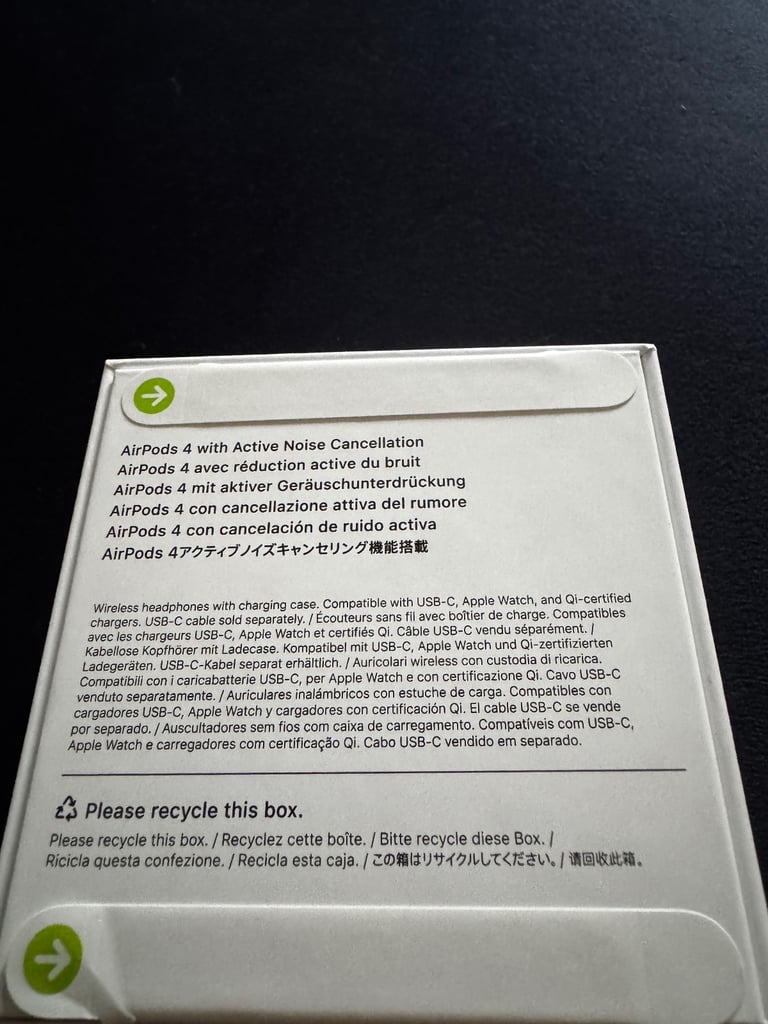 AirPods 4 with Active Noise Cancellation
AirPods 4 avec réduction active du bruit
AirPods 4 mit aktiver Geräuschunterdrückung
AirPods 4 con cancellazione attiva del rumore
AirPods 4 con cancelación de ruido activa
AirPods 4アクティブノイズキャンセリング機能搭載
Wireless headphones with charging case. Compatible with USB-C, Apple Watch, and Qi-certified
chargers. USB-C cable sold separately. / Écouteurs sans fil avec boîtier de charge. Compatibles
avec les chargeurs USB-C, Apple Watch et certifiés Qi. Câble USB-C vendu séparément. /
Kabellose Kopfhörer mit Ladecase. Kompatibel mit USB-C, Apple Watch und Qi-zertifizierten
Ladegeräten. USB-C-Kabel separat erhältlich. / Auricolari wireless con custodia di ricarica.
Compatibili con i caricabatterie USB-C, per Apple Watch e con certificazione Qi. Cavo USB-C
venduto separatamente. / Auriculares inalámbricos con estuche de carga. Compatibles con
cargadores USB-C, Apple Watch y cargadores con certificación Qi. El cable USB-C se vende
por separado. / Auscultadores sem fios com caixa de carregamento. Compatíveis com USB-C,
Apple Watch e carregadores com certificação Qi. Cabo USB-C vendido em separado.
Please recycle this box.
Please recycle this box. / Recyclez cette boîte. / Bitte recycle diese Box. /
Ricicla questa confezione. / Recicla esta caja. / この箱はリサイクルしてください。/ 请回收此箱。